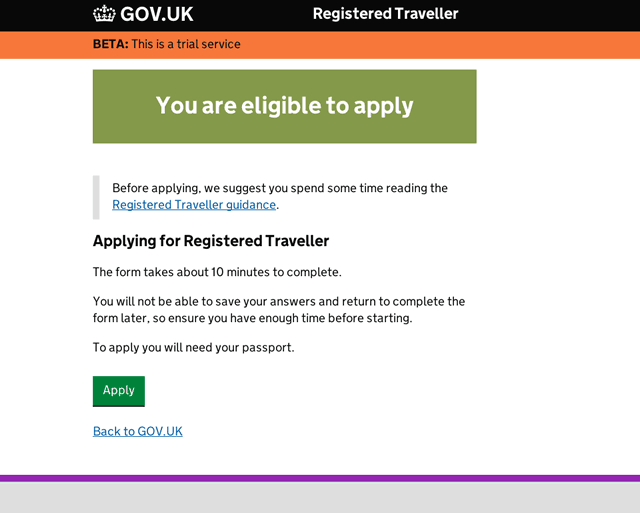 GOV.UK Registered Traveller
BETA: This is a trial service
You are eligible to apply
Before applying, we suggest you spend some time reading the
Registered Traveller guidance.
Applying for Registered Traveller
The form takes about 10 minutes to complete.
You will not be able to save your answers and return to complete the
form later, so ensure you have enough time before starting.
To apply you will need your passport.
Apply
Back to GOV.UK